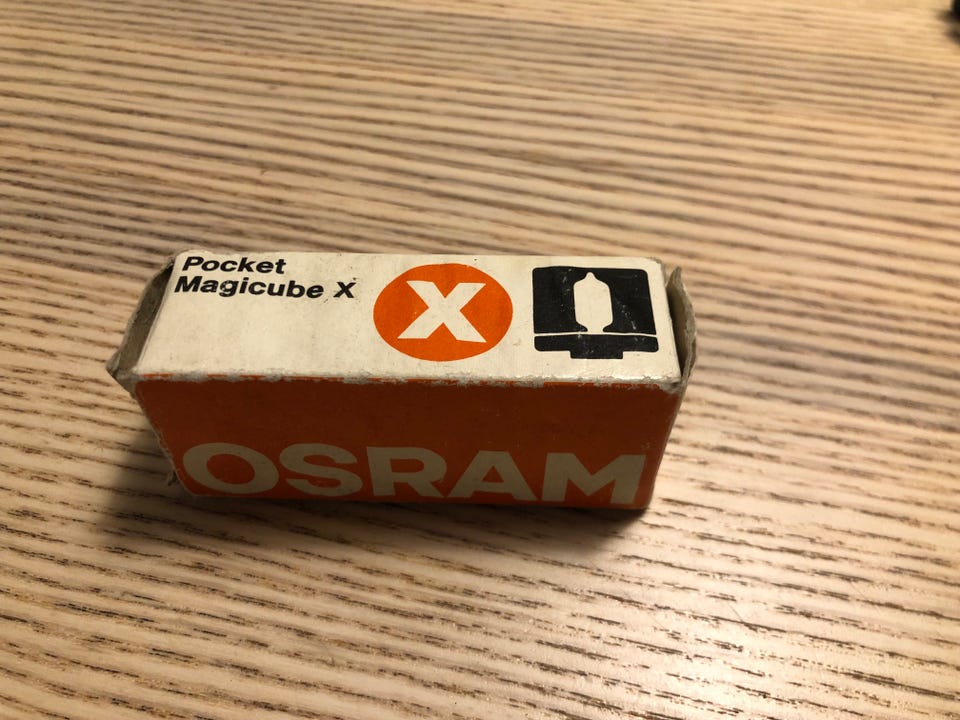 Pocket
Magicube X
X
OSRAM